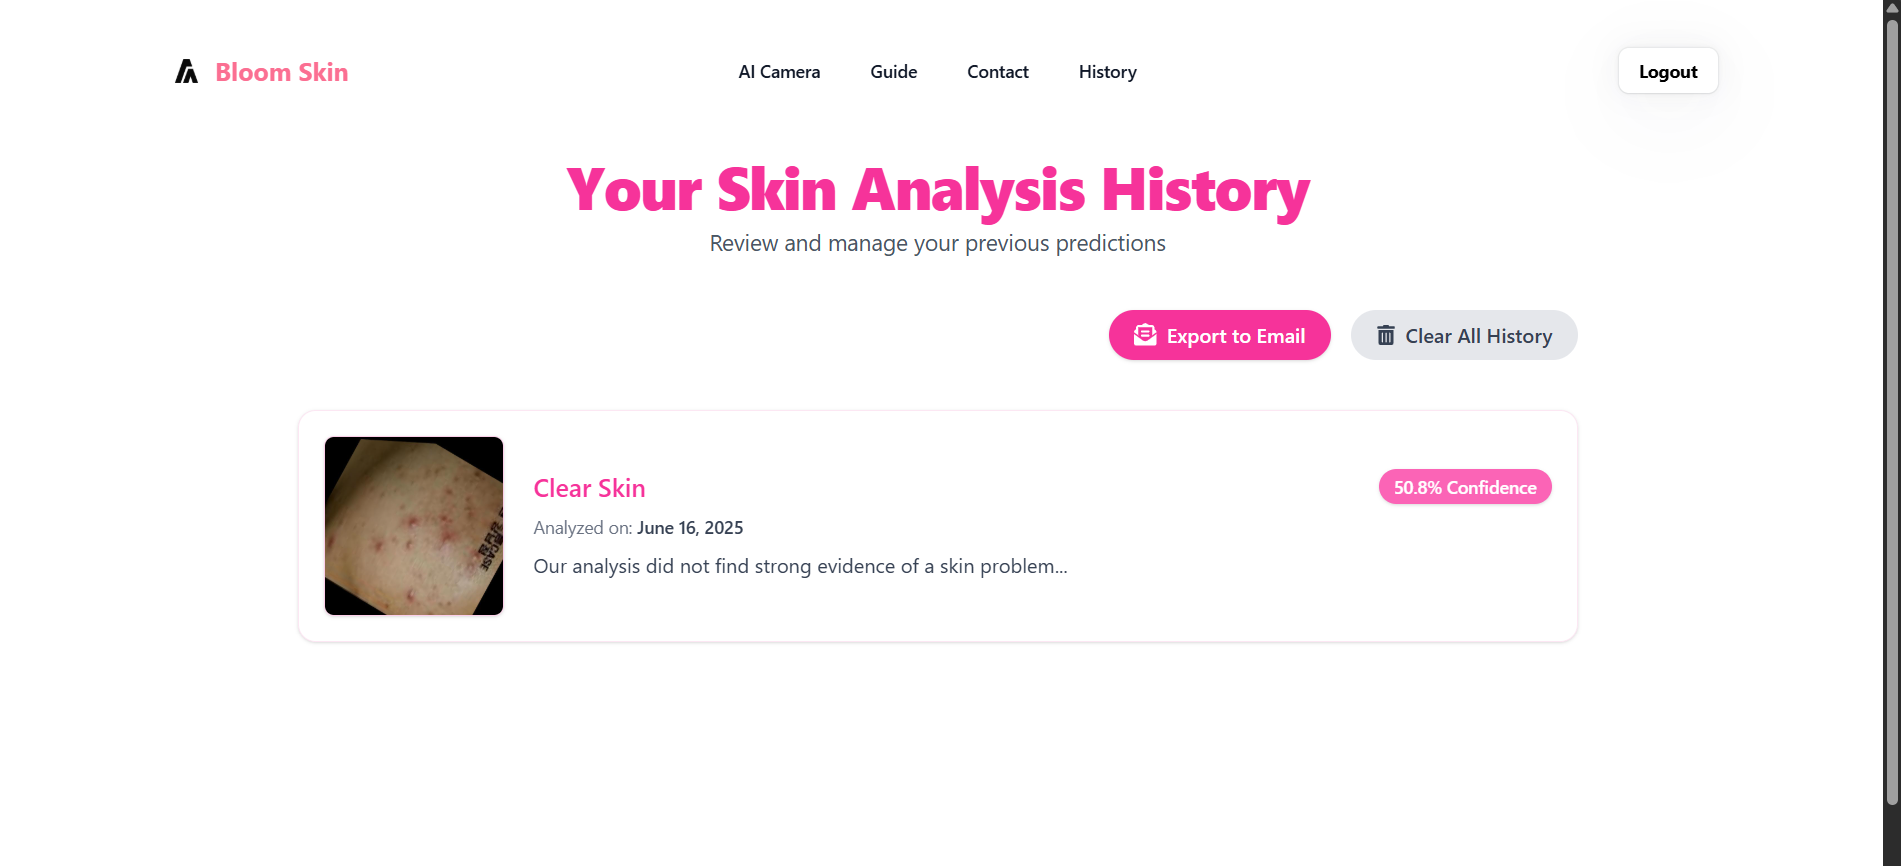 Bloom Skin
AI Camera
Guide
Contact
History
Logout
Your Skin Analysis History
Review and manage your previous predictions
Export to Email
Clear All History
Clear Skin
50.8% Confidence
Analyzed on: June 16, 2025
Our analysis did not find strong evidence of a skin problem...